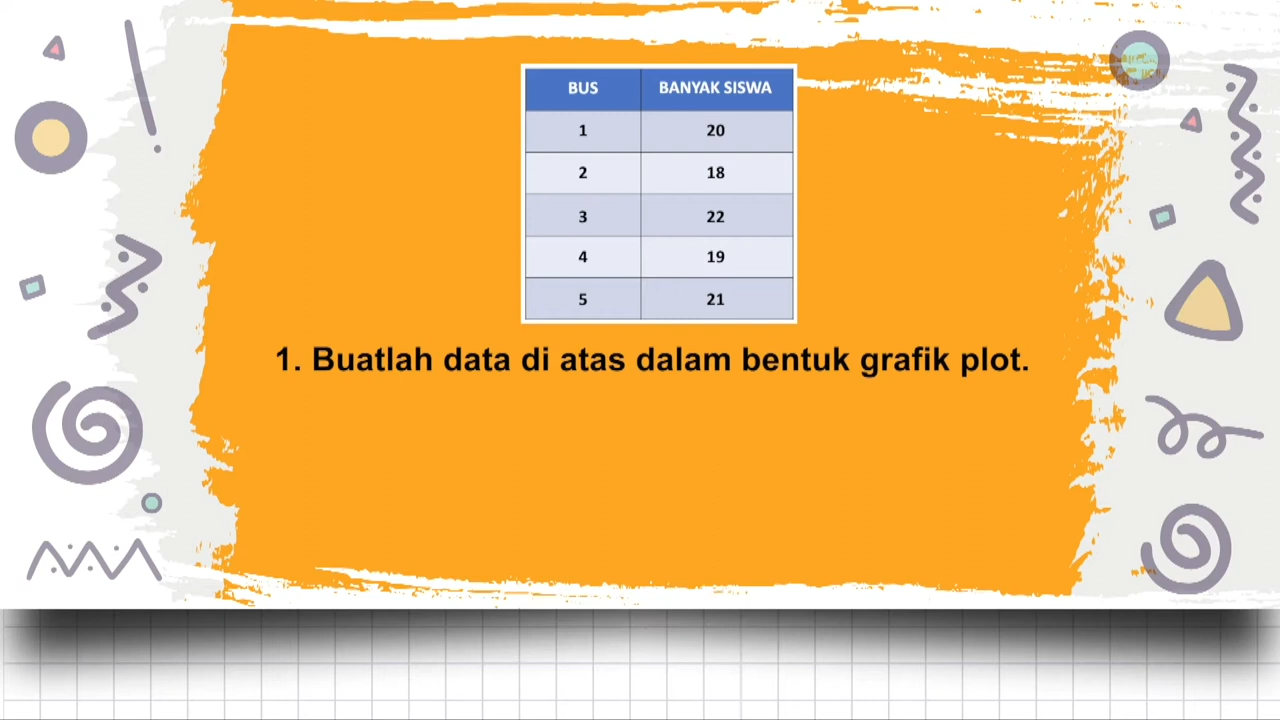 BUS BANYAK SISWA
1 20
2 18
3 22
4 19
5 21
1. Buatlah data di atas dalam bentuk grafik plot.